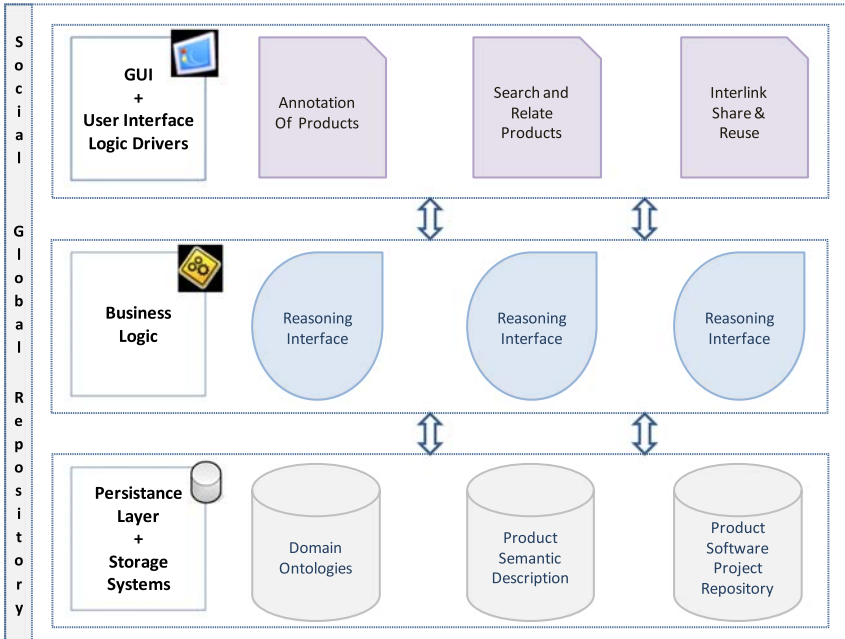 Social Global Repository
GUI
+
User Interface
Logic Drivers
Annotation
Of Products
Search and
Relate
Products
Interlink
Share &
Reuse
Business
Logic
Reasoning
Interface
Reasoning
Interface
Reasoning
Interface
Persistance
Layer
+
Storage
Systems
Domain
Ontologies
Product
Semantic
Description
Product
Software
Project
Repository